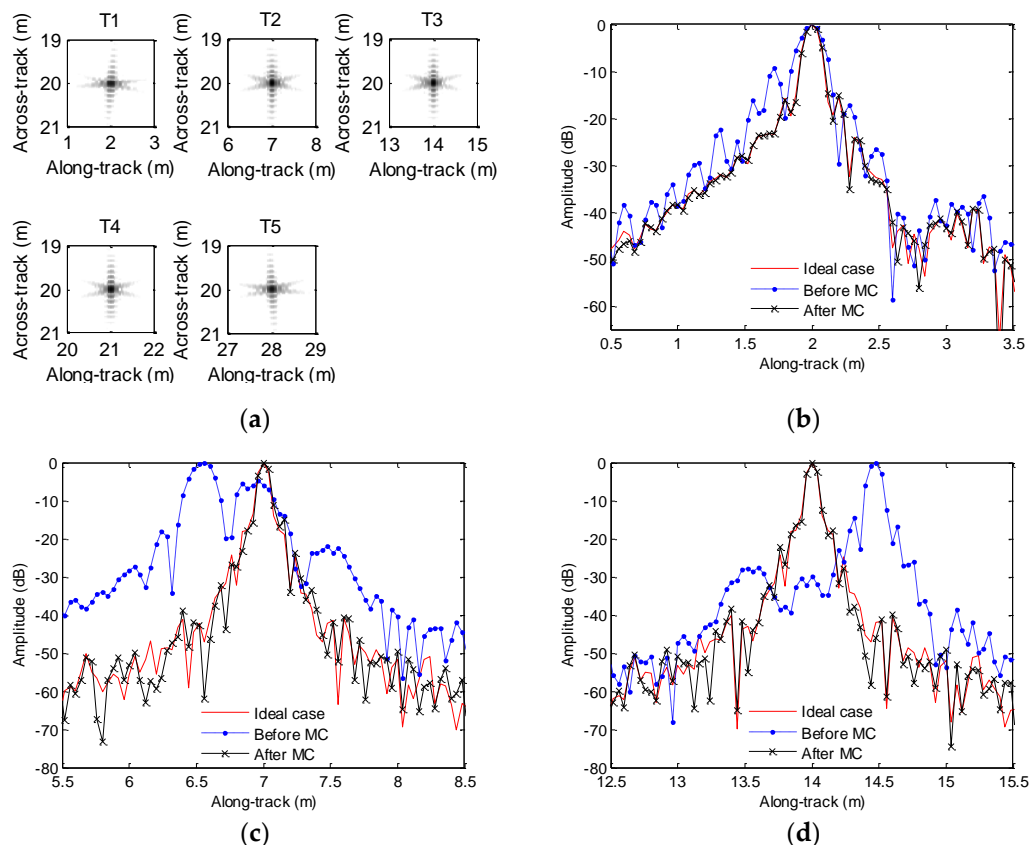 T1
T2
T3
Across-track (m)
19
20
21
1 2 3
Along-track (m)
Across-track (m)
19
20
21
6 7 8
Along-track (m)
Across-track (m)
19
20
21
13 14 15
Along-track (m)
T4
T5
Across-track (m)
19
20
21
20 21 22
Along-track (m)
Across-track (m)
19
20
21
27 28 29
Along-track (m)
(a)
Amplitude (dB)
0
-10
-20
-30
-40
-50
-60
Ideal case
Before MC
After MC
0.5 1 1.5 2 2.5 3 3.5
Along-track (m)
(b)
Amplitude (dB)
0
-10
-20
-30
-40
-50
-60
-70
-80
Ideal case
Before MC
After MC
5.5 6 6.5 7 7.5 8 8.5
Along-track (m)
(c)
Amplitude (dB)
0
-10
-20
-30
-40
-50
-60
-70
-80
Ideal case
Before MC
After MC
12.5 13 13.5 14 14.5 15 15.5
Along-track (m)
(d)